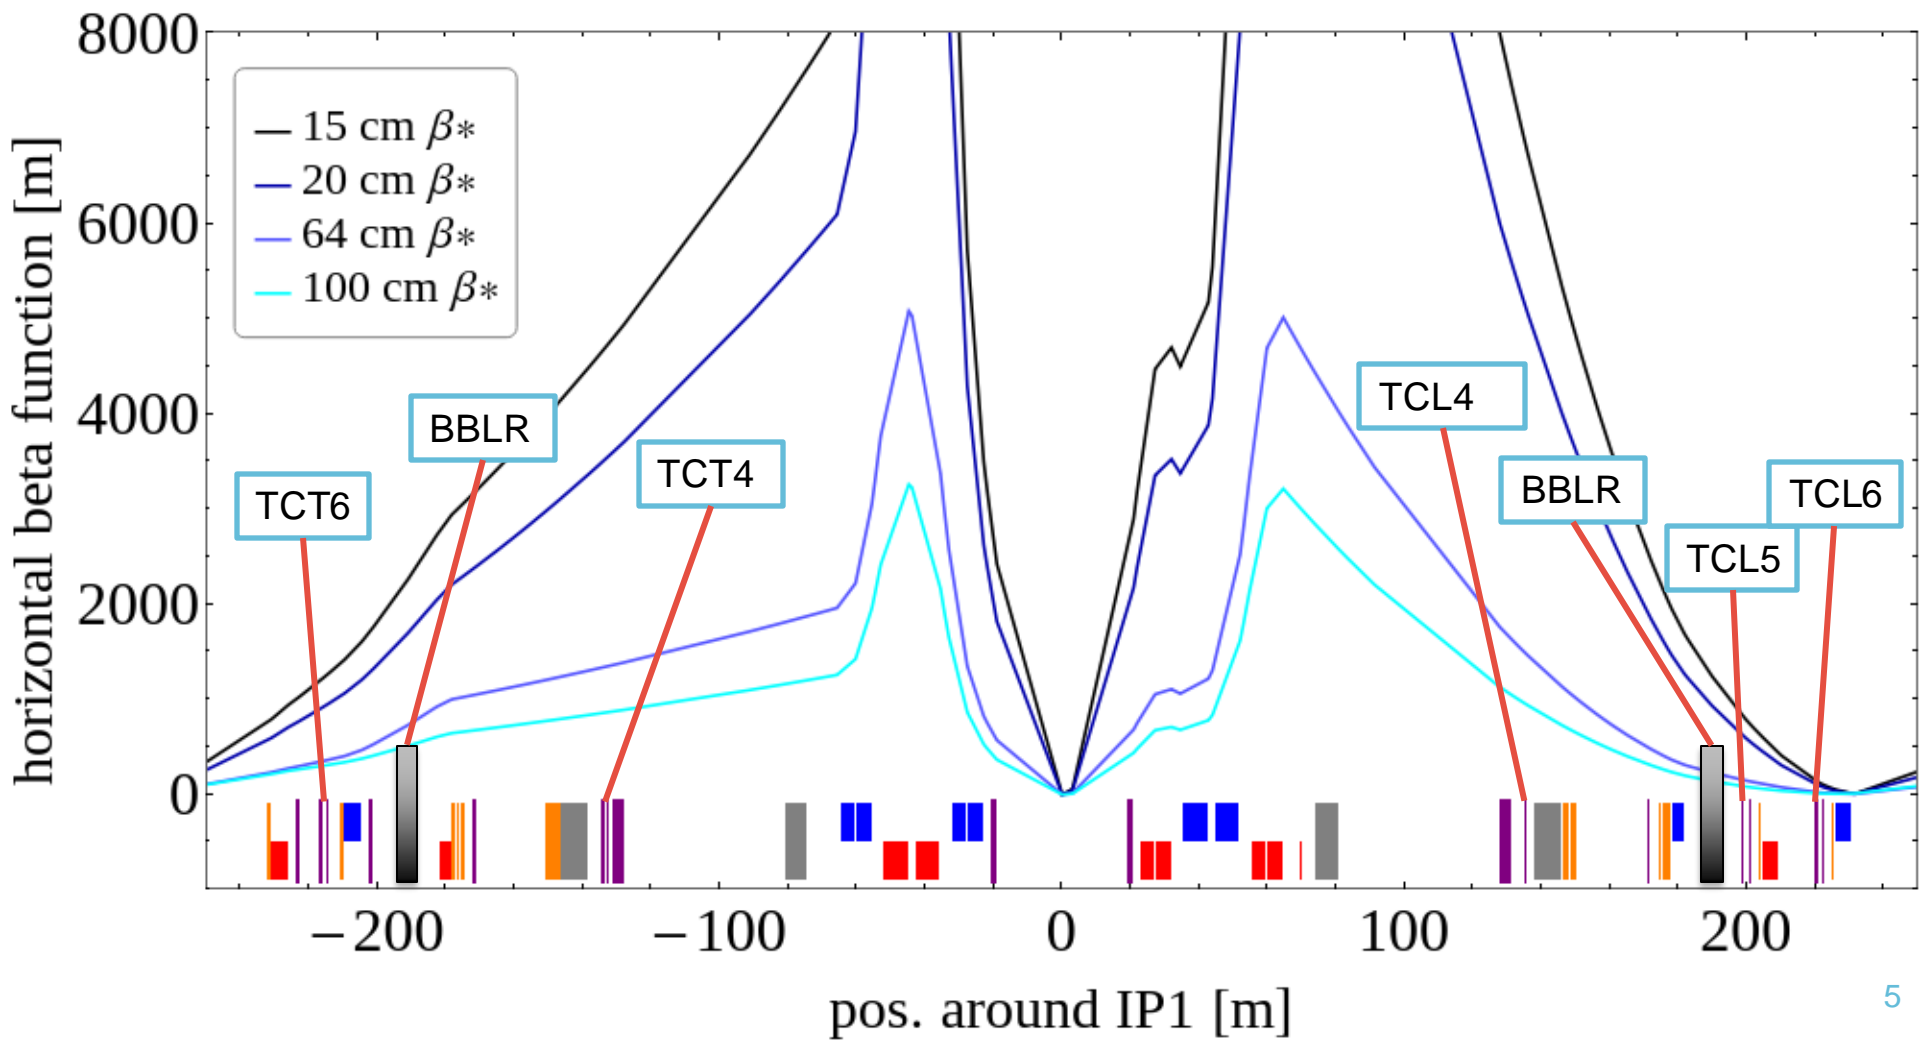 8000
6000
4000
2000
0
horizontal beta function [m]
15 cm β*
20 cm β*
64 cm β*
100 cm β*
TCT6
BBLR
TCT4
TCL4
BBLR
TCL5
TCL6
−200 −100 0 100 200
pos. around IP1 [m]
5